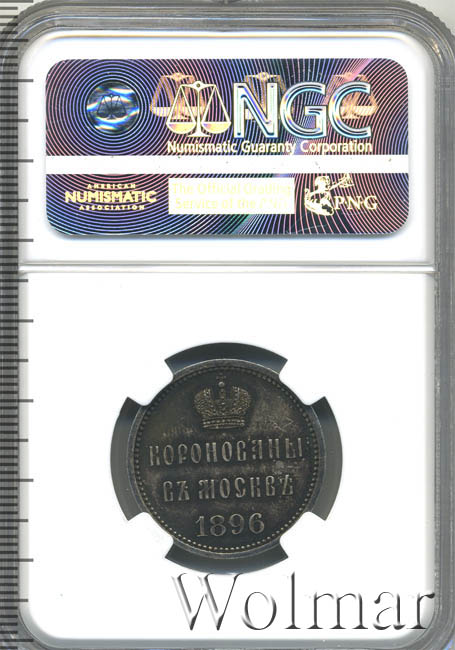 NGC
Numismatic Guaranty Corporation
AMERICAN
NUMISMATIC
ASSOCIATION
The Official Grading
Service of the
PNG
КОРОНОВАНЫ
ВЪ МОСКВѢ
1896
Wolmar